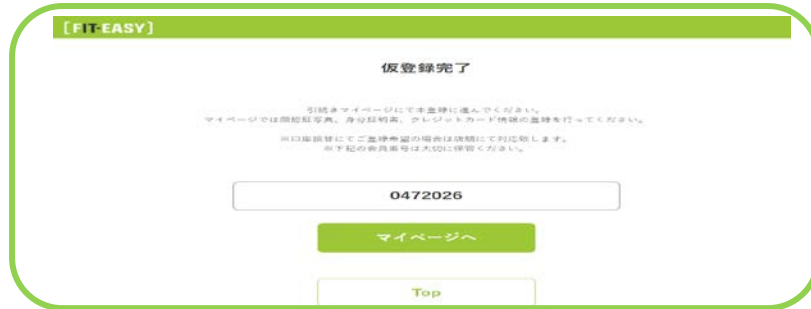 [FIT-EASY]
仮登録完了
引続きマイページにて本登録に進んでください。
マイページでは顔認証写真、身分証明書、クレジットカード情報の登録を行ってください。
※口座振替にてご登録希望の場合は店頭にて対応致します。
※下記の会員番号は大切に保管ください。
0472026
マイページへ
Top